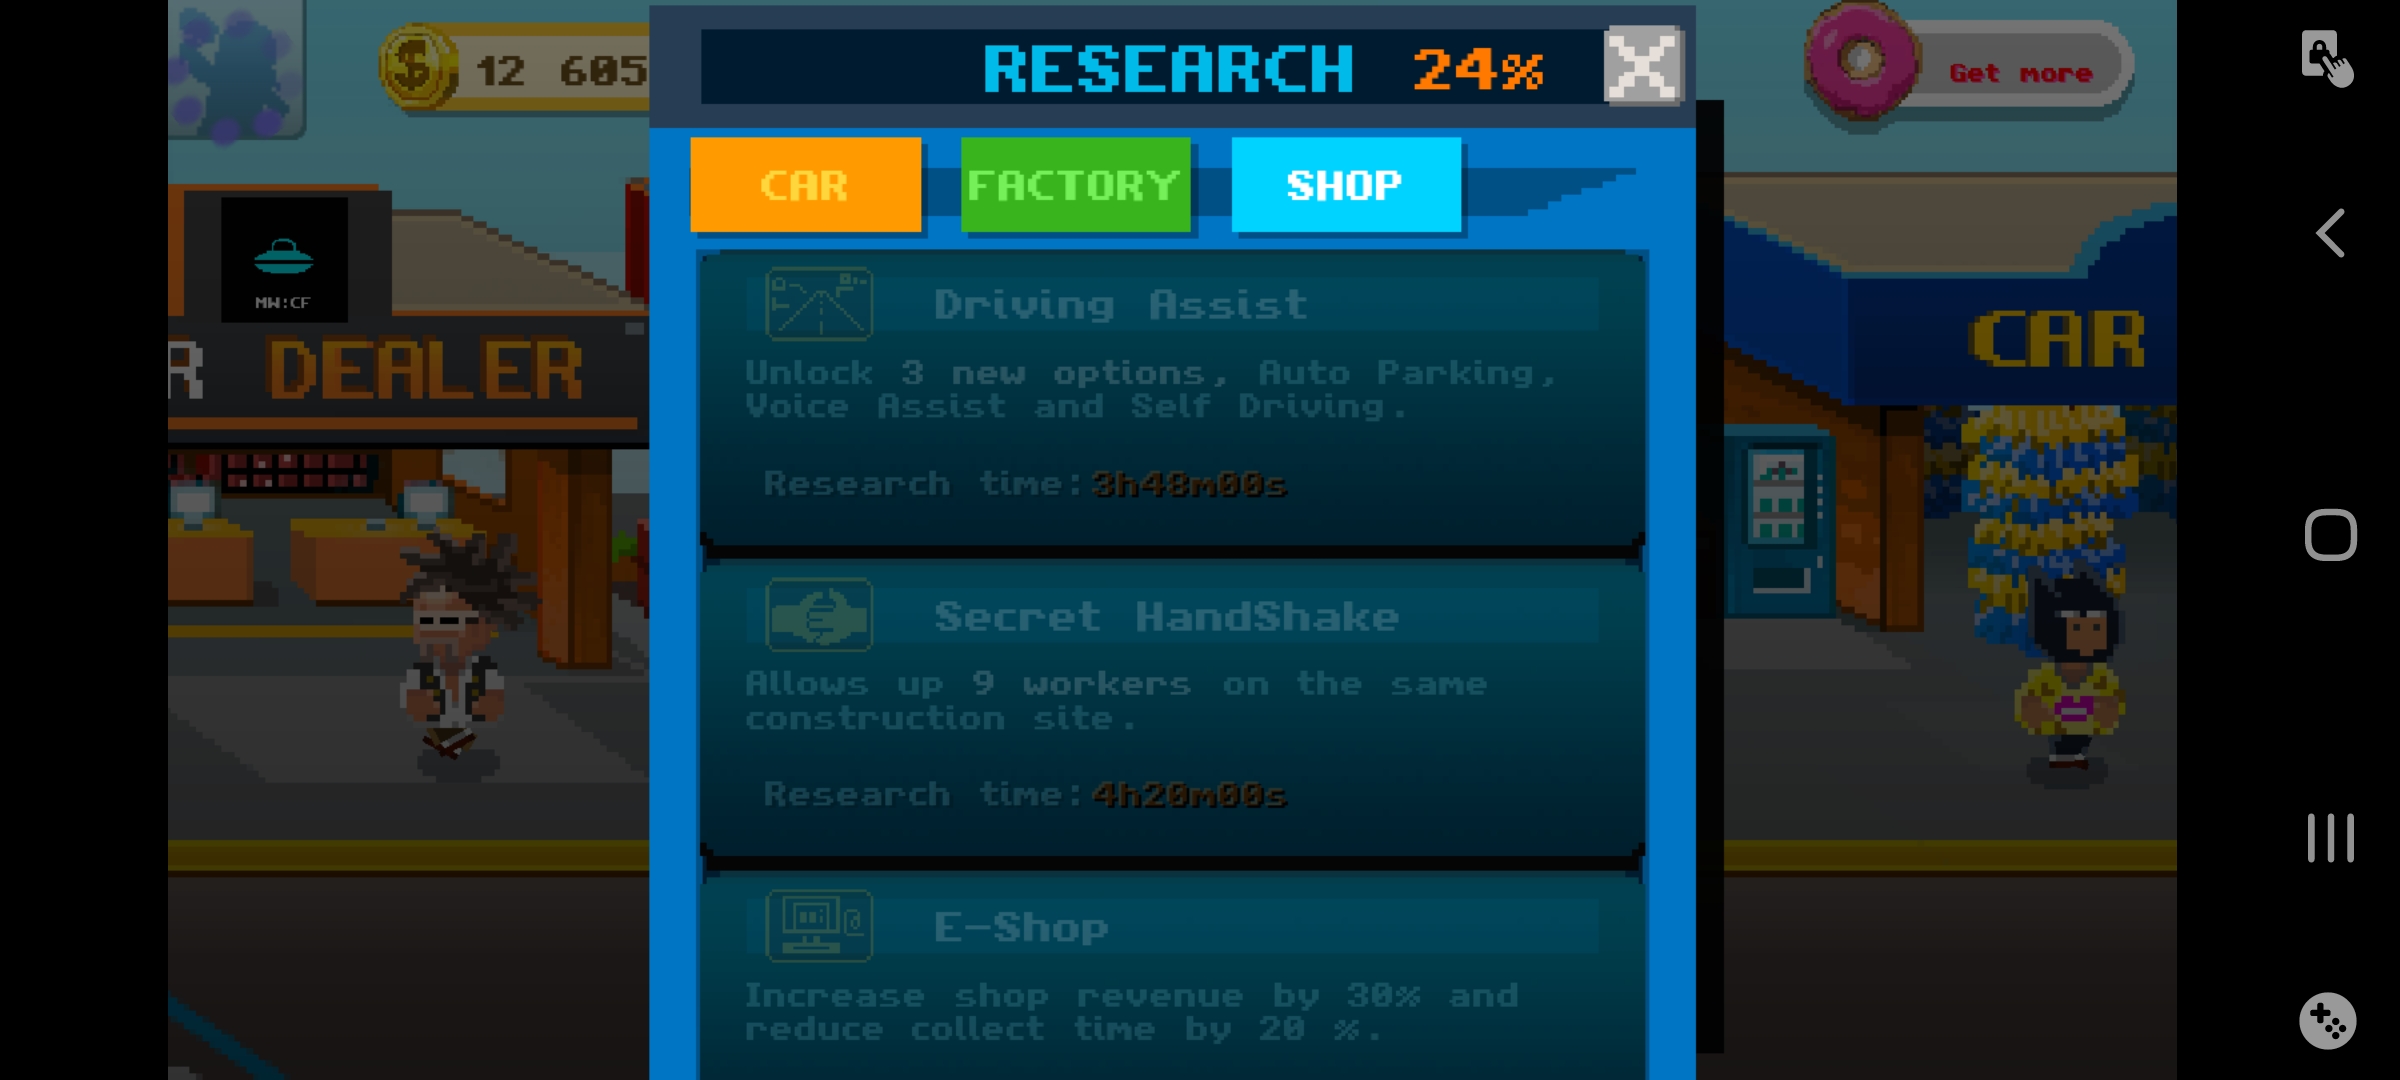 12 605
RESEARCH 24%
Get more
CAR
FACTORY
SHOP
MW:CF
R DEALER
CAR
Driving Assist
Unlock 3 new options, Auto Parking,
Voice Assist and Self Driving.
Research time:3h48m00s
Secret HandShake
Allows up 9 workers on the same
construction site.
Research time:4h20m00s
E-Shop
Increase shop revenue by 30% and
reduce collect time by 20 %.